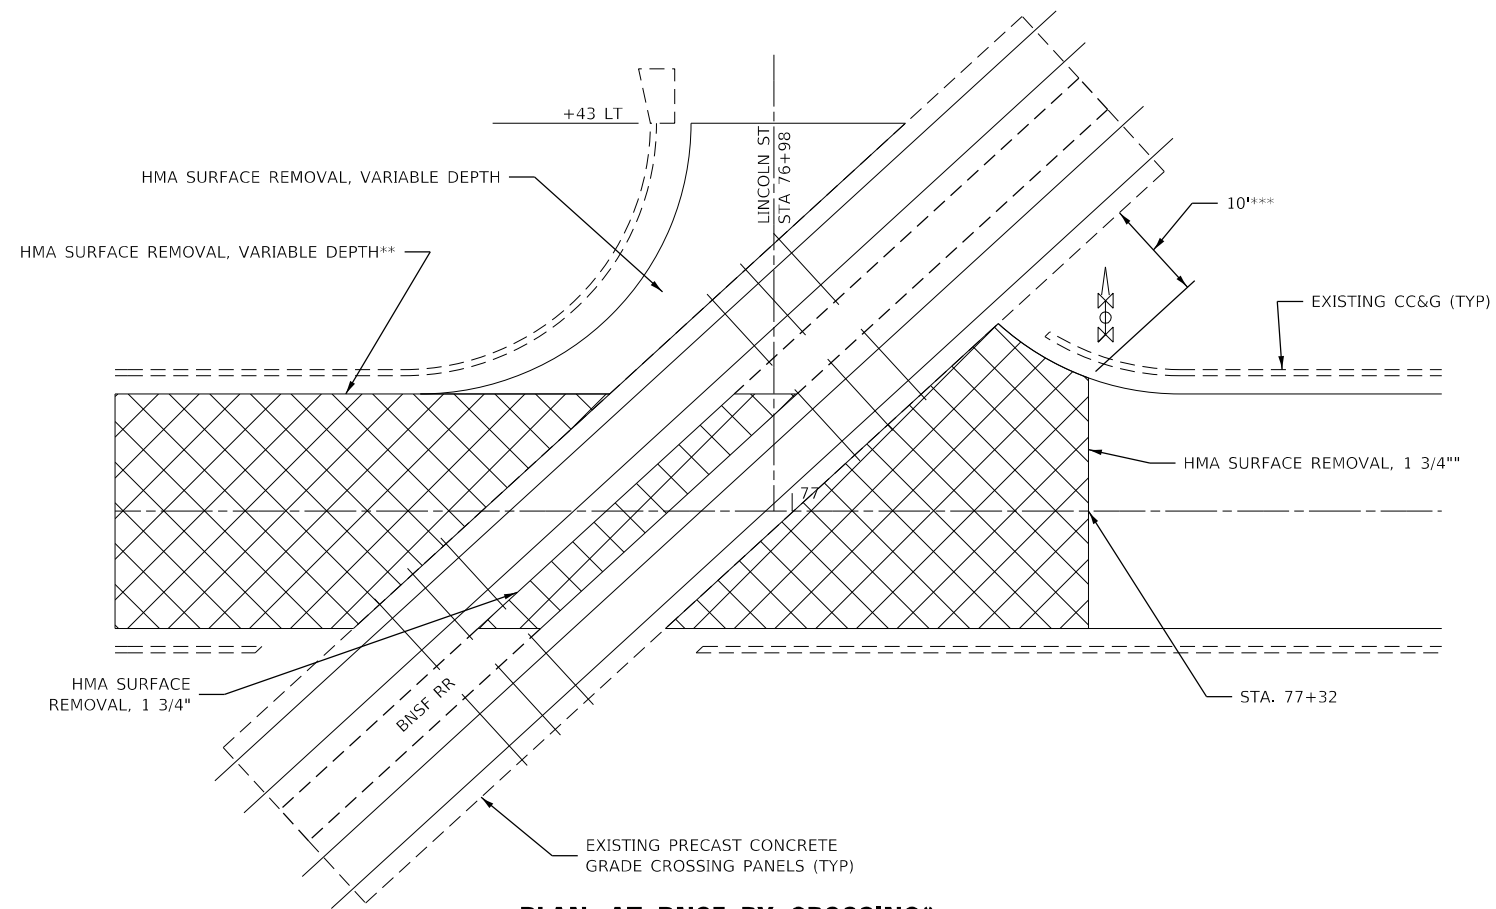 +43 LT
HMA SURFACE REMOVAL, VARIABLE DEPTH
LINCOLN ST
STA 76+98
10'***
HMA SURFACE REMOVAL, VARIABLE DEPTH**
EXISTING CC&G (TYP)
HMA SURFACE REMOVAL, 1 3/4""
77
HMA SURFACE
REMOVAL, 1 3/4"
BNSF RR
STA. 77+32
EXISTING PRECAST CONCRETE
GRADE CROSSING PANELS (TYP)